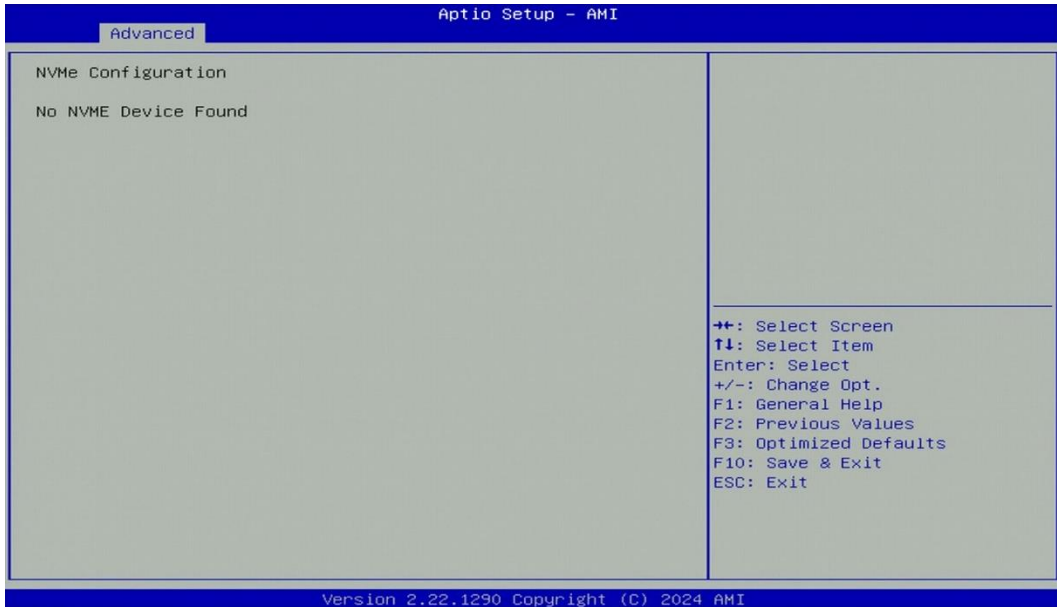 Aptio Setup - AMI
Advanced
NVMe Configuration
No NVME Device Found
→←: Select Screen
↑↓: Select Item
Enter: Select
+/-: Change Opt.
F1: General Help
F2: Previous Values
F3: Optimized Defaults
F10: Save & Exit
ESC: Exit
Version 2.22.1290 Copyright (C) 2024 AMI